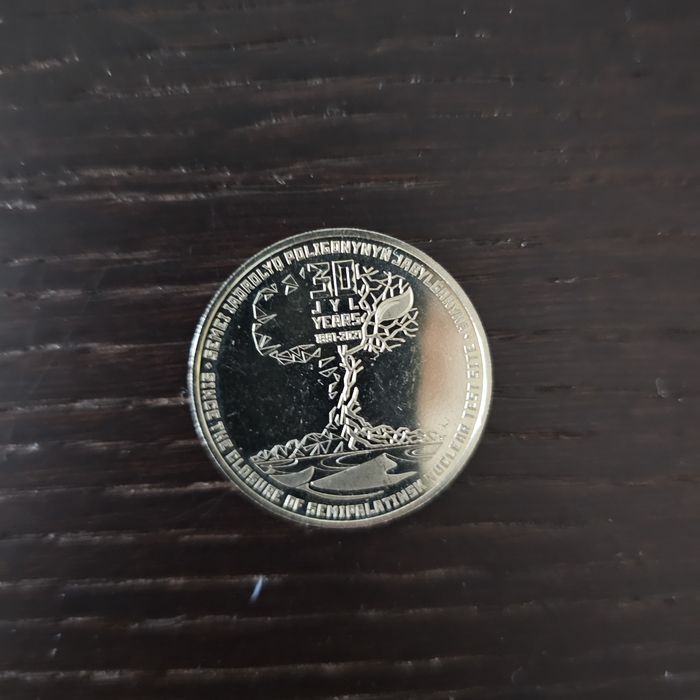 SEMEI IADROLYQ POLIGONYNYŃ JABYLǴANYNA •
30
JYL
YEARS
1991-2021
SINCE THE CLOSURE OF SEMIPALATINSK NUCLEAR TEST SITE •